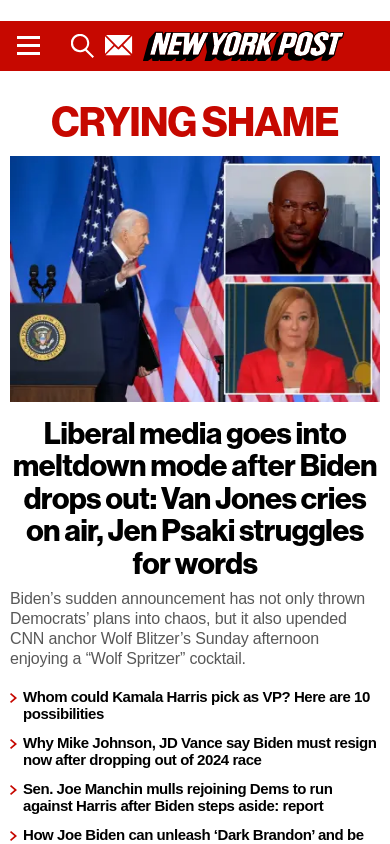 NEW YORK POST
CRYING SHAME
Liberal media goes into
meltdown mode after Biden
drops out: Van Jones cries
on air, Jen Psaki struggles
for words
Biden’s sudden announcement has not only thrown
Democrats’ plans into chaos, but it also upended
CNN anchor Wolf Blitzer’s Sunday afternoon
enjoying a “Wolf Spritzer” cocktail.
Whom could Kamala Harris pick as VP? Here are 10
possibilities
Why Mike Johnson, JD Vance say Biden must resign
now after dropping out of 2024 race
Sen. Joe Manchin mulls rejoining Dems to run
against Harris after Biden steps aside: report
How Joe Biden can unleash ‘Dark Brandon’ and be